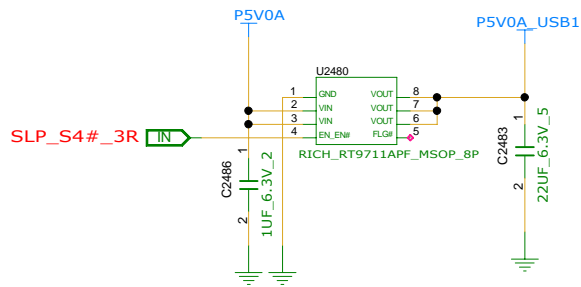 P5V0A
P5V0A_USB1
U2480
1 GND VOUT 8
2 VIN VOUT 7
3 VIN VOUT 6
4 EN_EN# FLG# 5
SLP_S4#_3R IN
RICH_RT9711APF_MSOP_8P
1
C2486
1UF_6.3V_2
2
1
C2483
22UF_6.3V_5
2